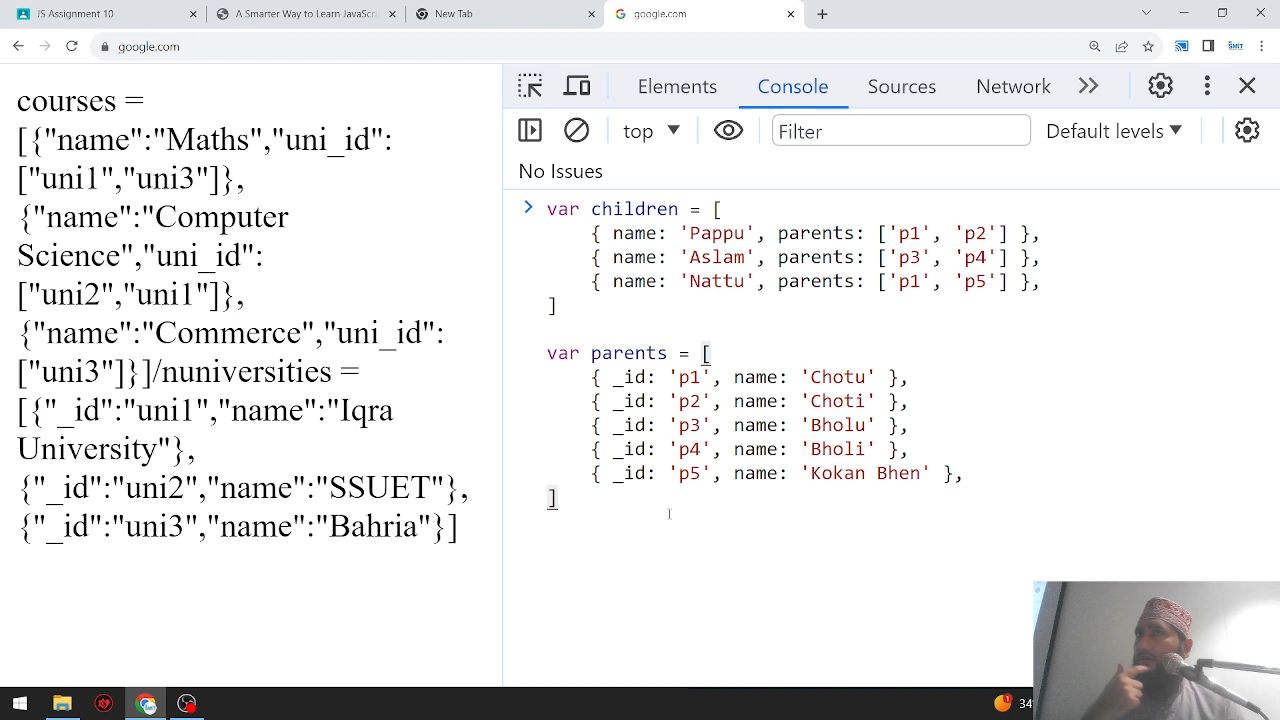 JS Assignment 10
A Smarter Way to Learn JavaScri
New Tab
google.com
google.com
courses =
[{"name":"Maths","uni_id":
["uni1","uni3"]},
{"name":"Computer
Science","uni_id":
["uni2","uni1"]},
{"name":"Commerce","uni_id":
["uni3"]}]/nuniversities =
[{"_id":"uni1","name":"Iqra
University"},
{"_id":"uni2","name":"SSUET"},
{"_id":"uni3","name":"Bahria"}]
Elements Console Sources Network
top Filter Default levels
No Issues
var children = [
{ name: 'Pappu', parents: ['p1', 'p2'] },
{ name: 'Aslam', parents: ['p3', 'p4'] },
{ name: 'Nattu', parents: ['p1', 'p5'] },
]
var parents = [
{ _id: 'p1', name: 'Chotu' },
{ _id: 'p2', name: 'Choti' },
{ _id: 'p3', name: 'Bholu' },
{ _id: 'p4', name: 'Bholi' },
{ _id: 'p5', name: 'Kokan Bhen' },
]
1
34